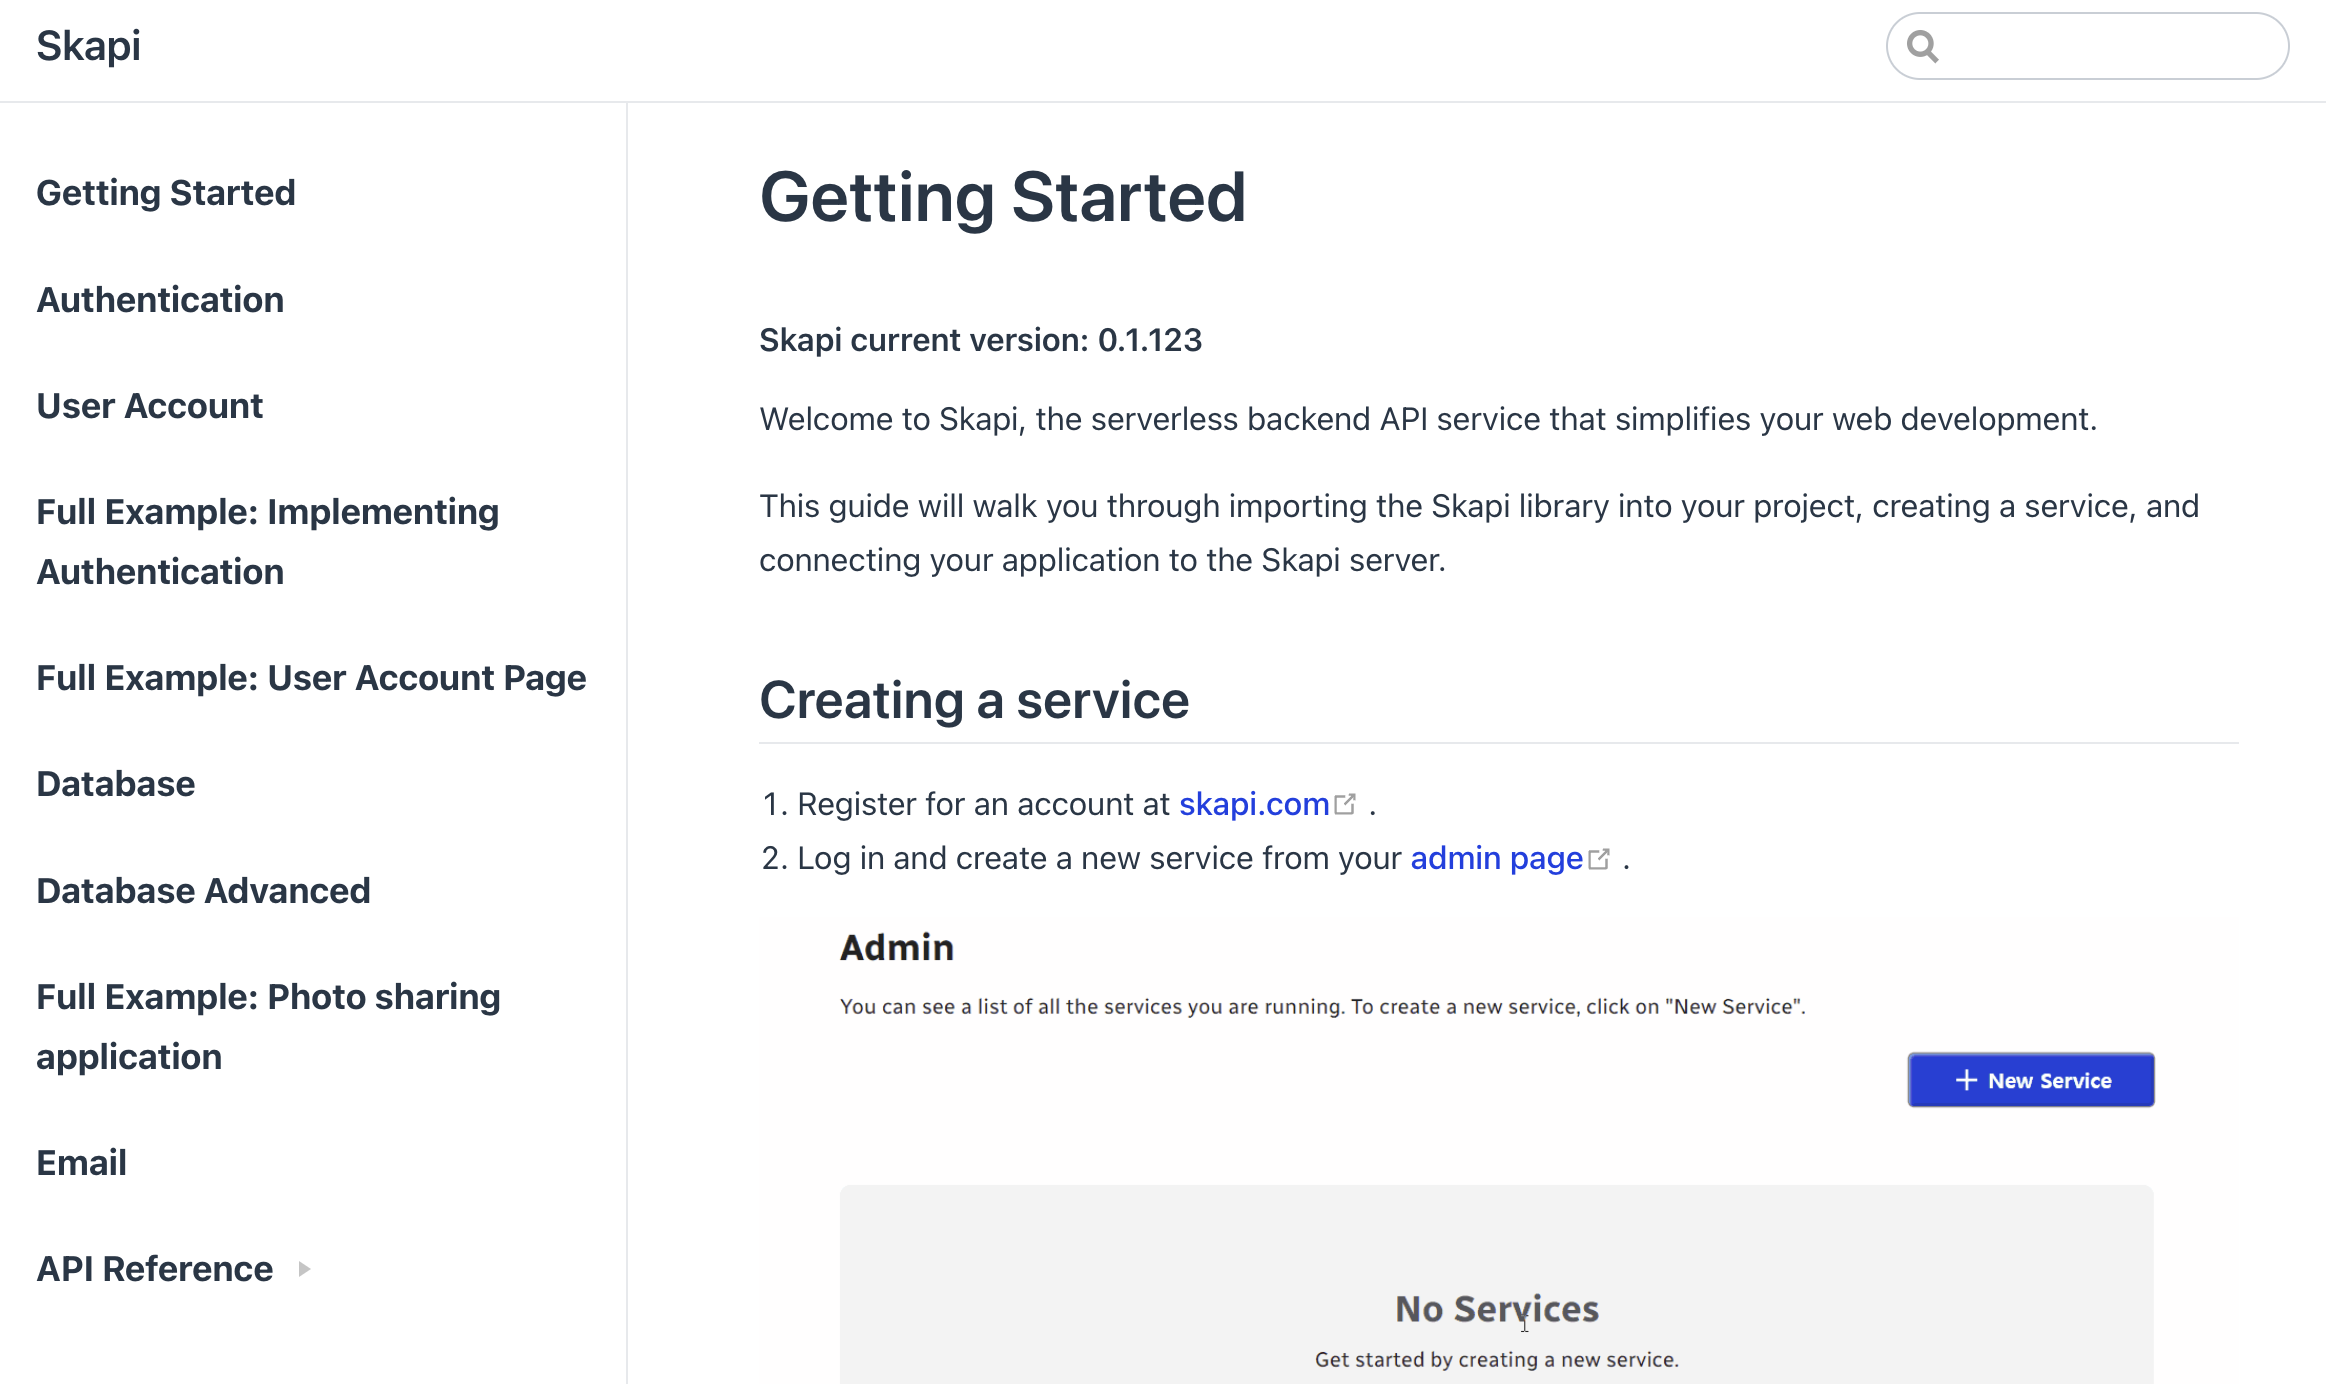 Skapi
Getting Started
Authentication
User Account
Full Example: Implementing
Authentication
Full Example: User Account Page
Database
Database Advanced
Full Example: Photo sharing
application
Email
API Reference
Getting Started
Skapi current version: 0.1.123
Welcome to Skapi, the serverless backend API service that simplifies your web development.
This guide will walk you through importing the Skapi library into your project, creating a service, and
connecting your application to the Skapi server.
Creating a service
1. Register for an account at skapi.com .
2. Log in and create a new service from your admin page .
Admin
You can see a list of all the services you are running. To create a new service, click on "New Service".
+ New Service
No Services
Get started by creating a new service.